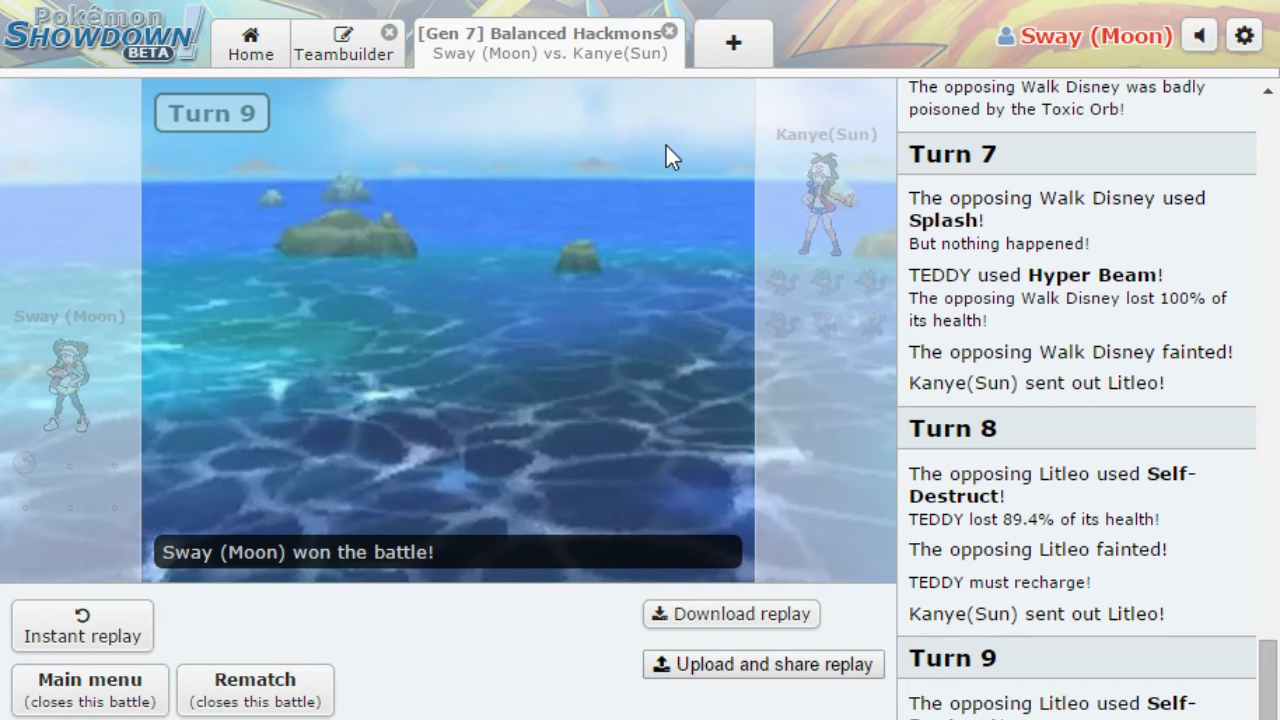 Pokémon
SHOWDOWN!
BETA
Home
Teambuilder
[Gen 7] Balanced Hackmons
Sway (Moon) vs. Kanye(Sun)
+
Sway (Moon)
Turn 9
Kanye(Sun)
Sway (Moon)
Sway (Moon) won the battle!
Instant replay
Download replay
Upload and share replay
Main menu
(closes this battle)
Rematch
(closes this battle)
The opposing Walk Disney was badly
poisoned by the Toxic Orb!
Turn 7
The opposing Walk Disney used
Splash!
But nothing happened!
TEDDY used Hyper Beam!
The opposing Walk Disney lost 100% of
its health!
The opposing Walk Disney fainted!
Kanye(Sun) sent out Litleo!
Turn 8
The opposing Litleo used Self-
Destruct!
TEDDY lost 89.4% of its health!
The opposing Litleo fainted!
TEDDY must recharge!
Kanye(Sun) sent out Litleo!
Turn 9
The opposing Litleo used Self-